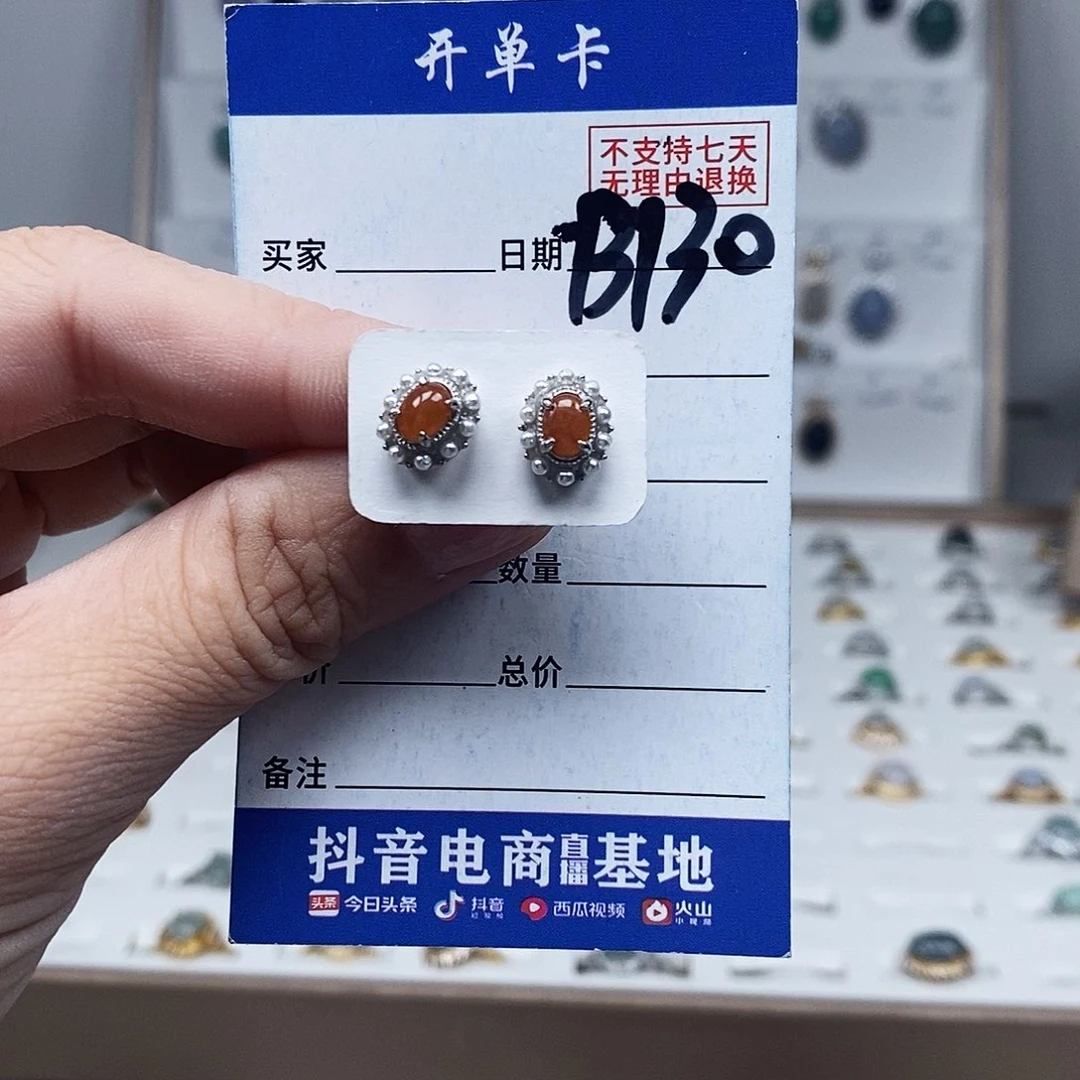 开单卡
不支持七天
无理由退换
买家 日期 B130
数量
价 总价
备注
抖音电商直播基地
头条 今日头条 抖音 西瓜视频 火山